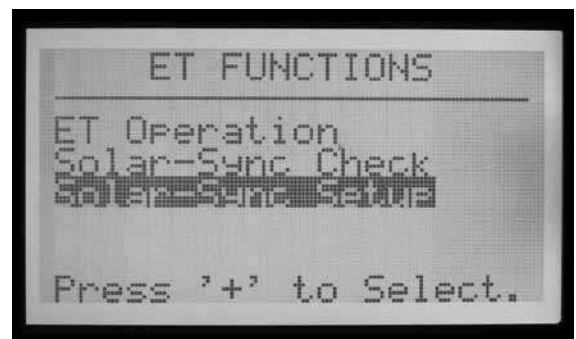 ET FUNCTIONS
ET Operation
Solar-Sync Check
Solar-Sync Setup
Press '+' to Select.